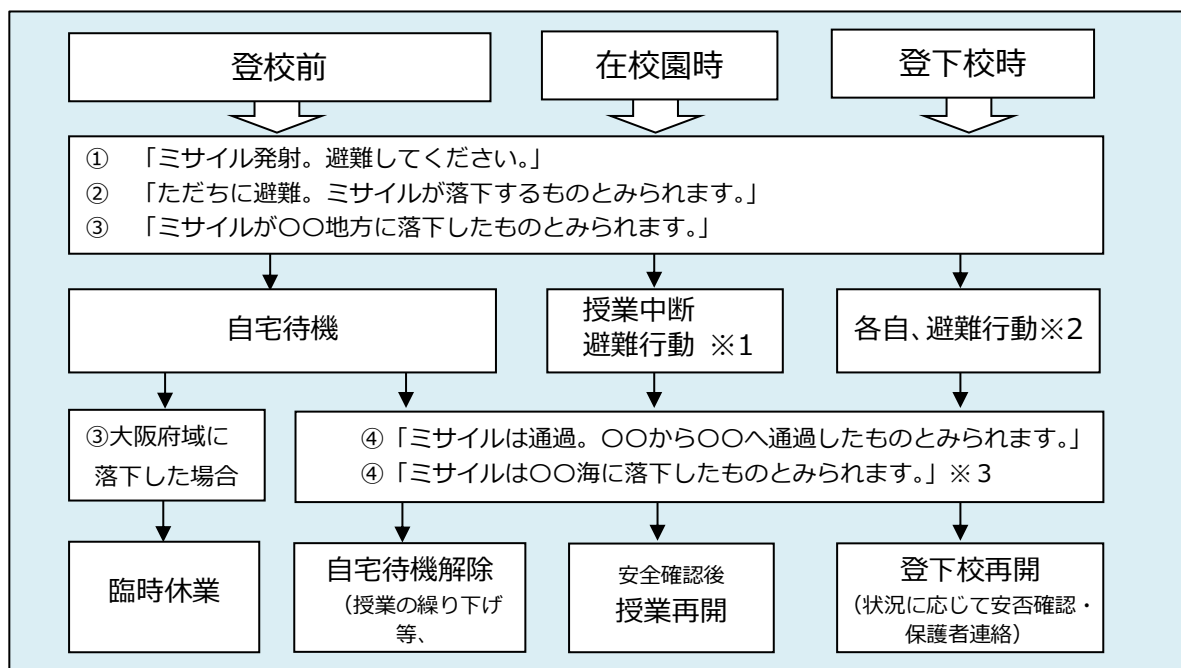 登校前
在校園時
登下校時
① 「ミサイル発射。避難してください。」
② 「ただちに避難。ミサイルが落下するものとみられます。」
③ 「ミサイルが〇〇地方に落下したものとみられます。」
自宅待機
授業中断
避難行動 ※1
各自、避難行動※2
③大阪府域に
落下した場合
④「ミサイルは通過。〇〇から〇〇へ通過したものとみられます。」
④「ミサイルは〇〇海に落下したものとみられます。」※３
臨時休業
自宅待機解除
（授業の繰り下げ
等、
安全確認後
授業再開
登下校再開
（状況に応じて安否確認・
保護者連絡）